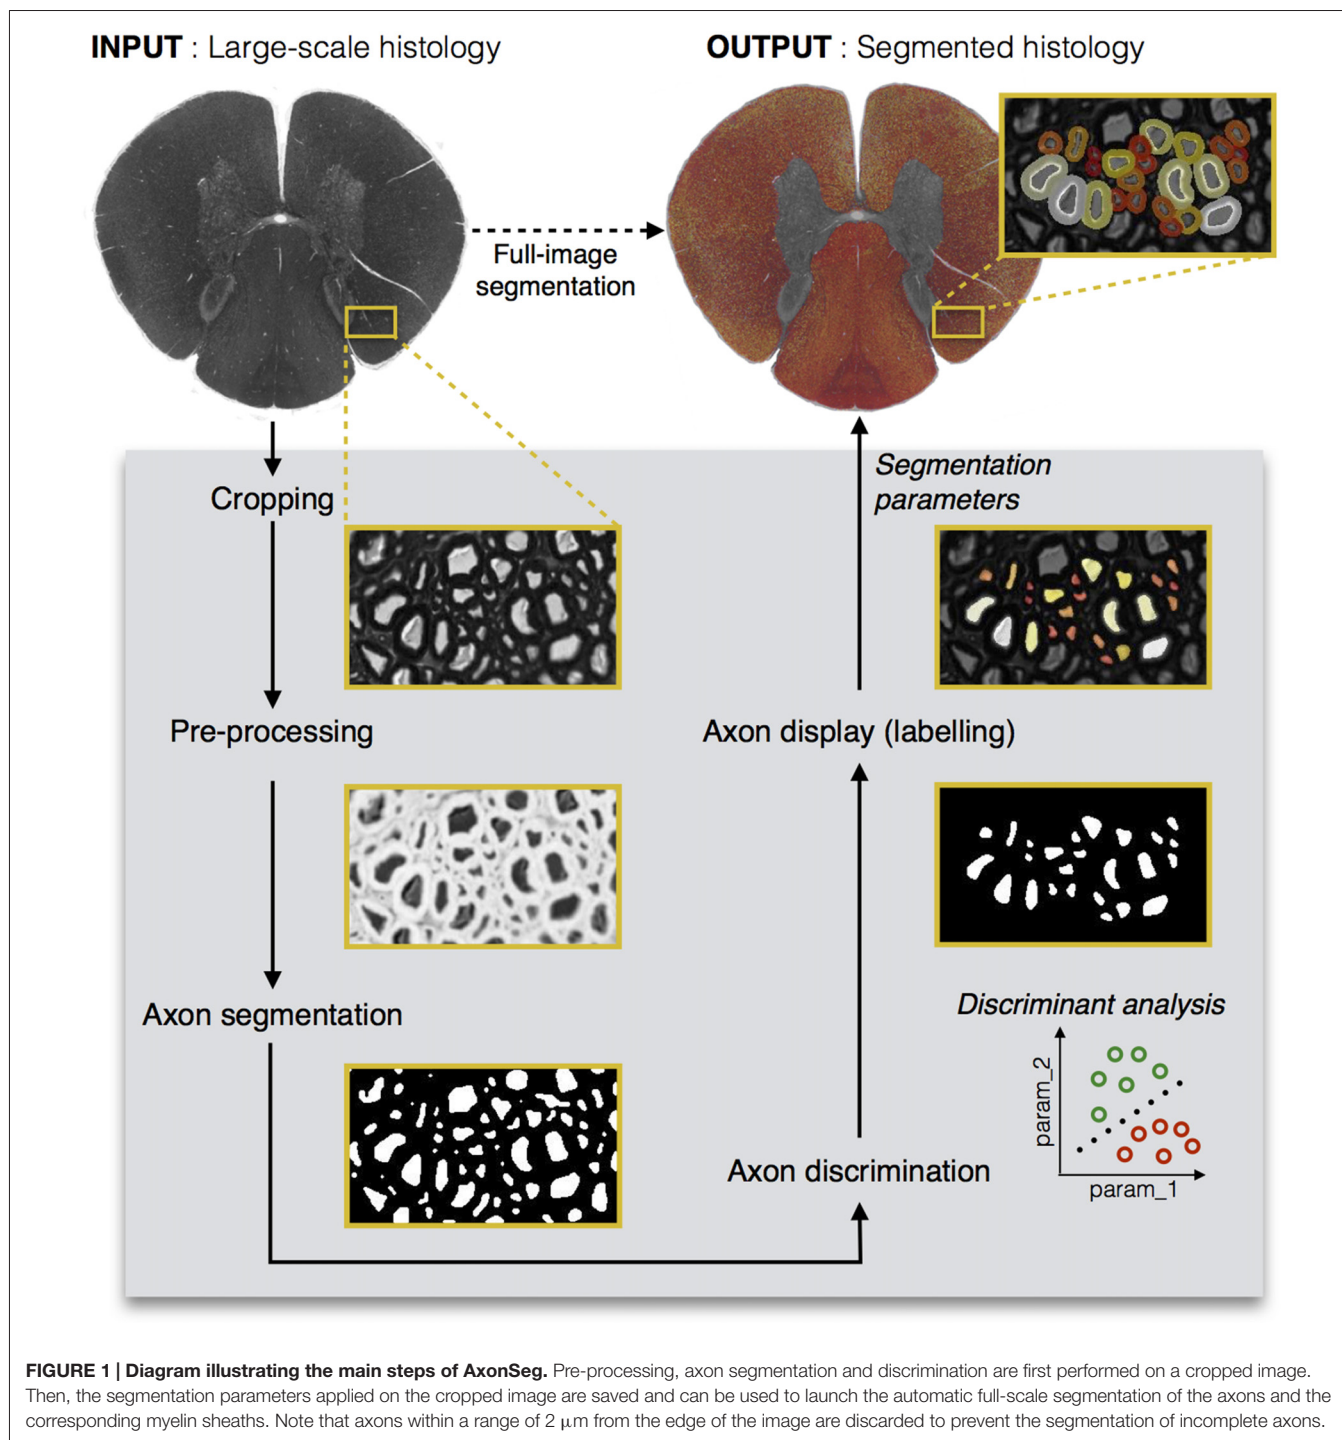 INPUT : Large-scale histology
OUTPUT : Segmented histology
Full-image
segmentation
Cropping
Pre-processing
Axon segmentation
Segmentation
parameters
Axon display (labelling)
Discriminant analysis
param_2
param_1
Axon discrimination
FIGURE 1 | Diagram illustrating the main steps of AxonSeg. Pre-processing, axon segmentation and discrimination are first performed on a cropped image.
Then, the segmentation parameters applied on the cropped image are saved and can be used to launch the automatic full-scale segmentation of the axons and the
corresponding myelin sheaths. Note that axons within a range of 2 μm from the edge of the image are discarded to prevent the segmentation of incomplete axons.